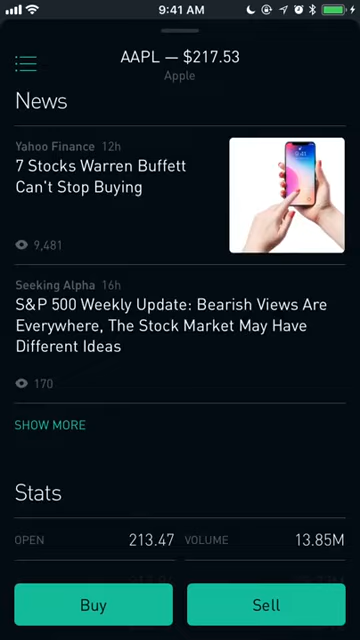 9:41 AM
AAPL — $217.53
Apple
News
Yahoo Finance 12h
7 Stocks Warren Buffett
Can't Stop Buying
9,481
Seeking Alpha 16h
S&P 500 Weekly Update: Bearish Views Are
Everywhere, The Stock Market May Have
Different Ideas
170
SHOW MORE
Stats
OPEN 213.47 VOLUME 13.85M
Buy Sell